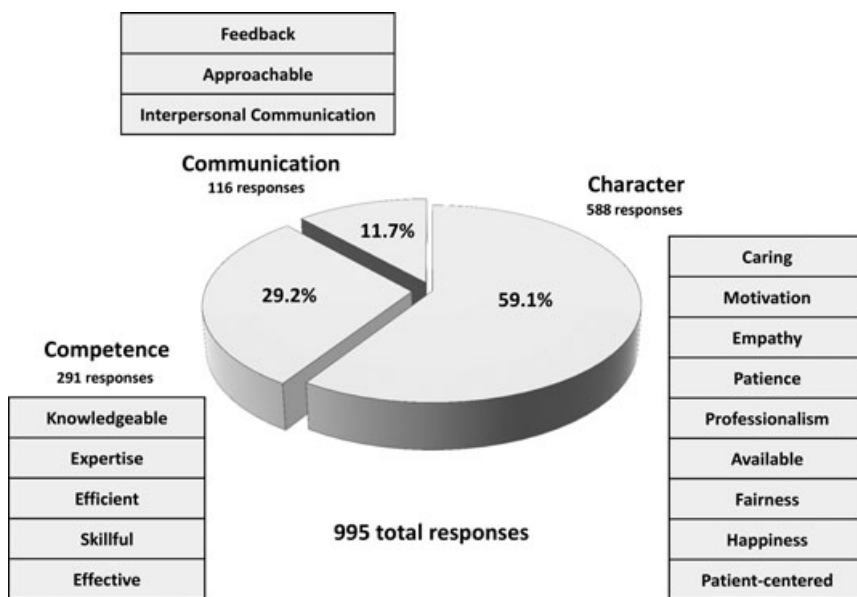 Feedback
Approachable
Interpersonal Communication
Communication
116 responses
11.7%
Character
588 responses
59.1%
Caring
Motivation
Empathy
Patience
Professionalism
Available
Fairness
Happiness
Patient-centered
29.2%
Competence
291 responses
Knowledgeable
Expertise
Efficient
Skillful
Effective
995 total responses